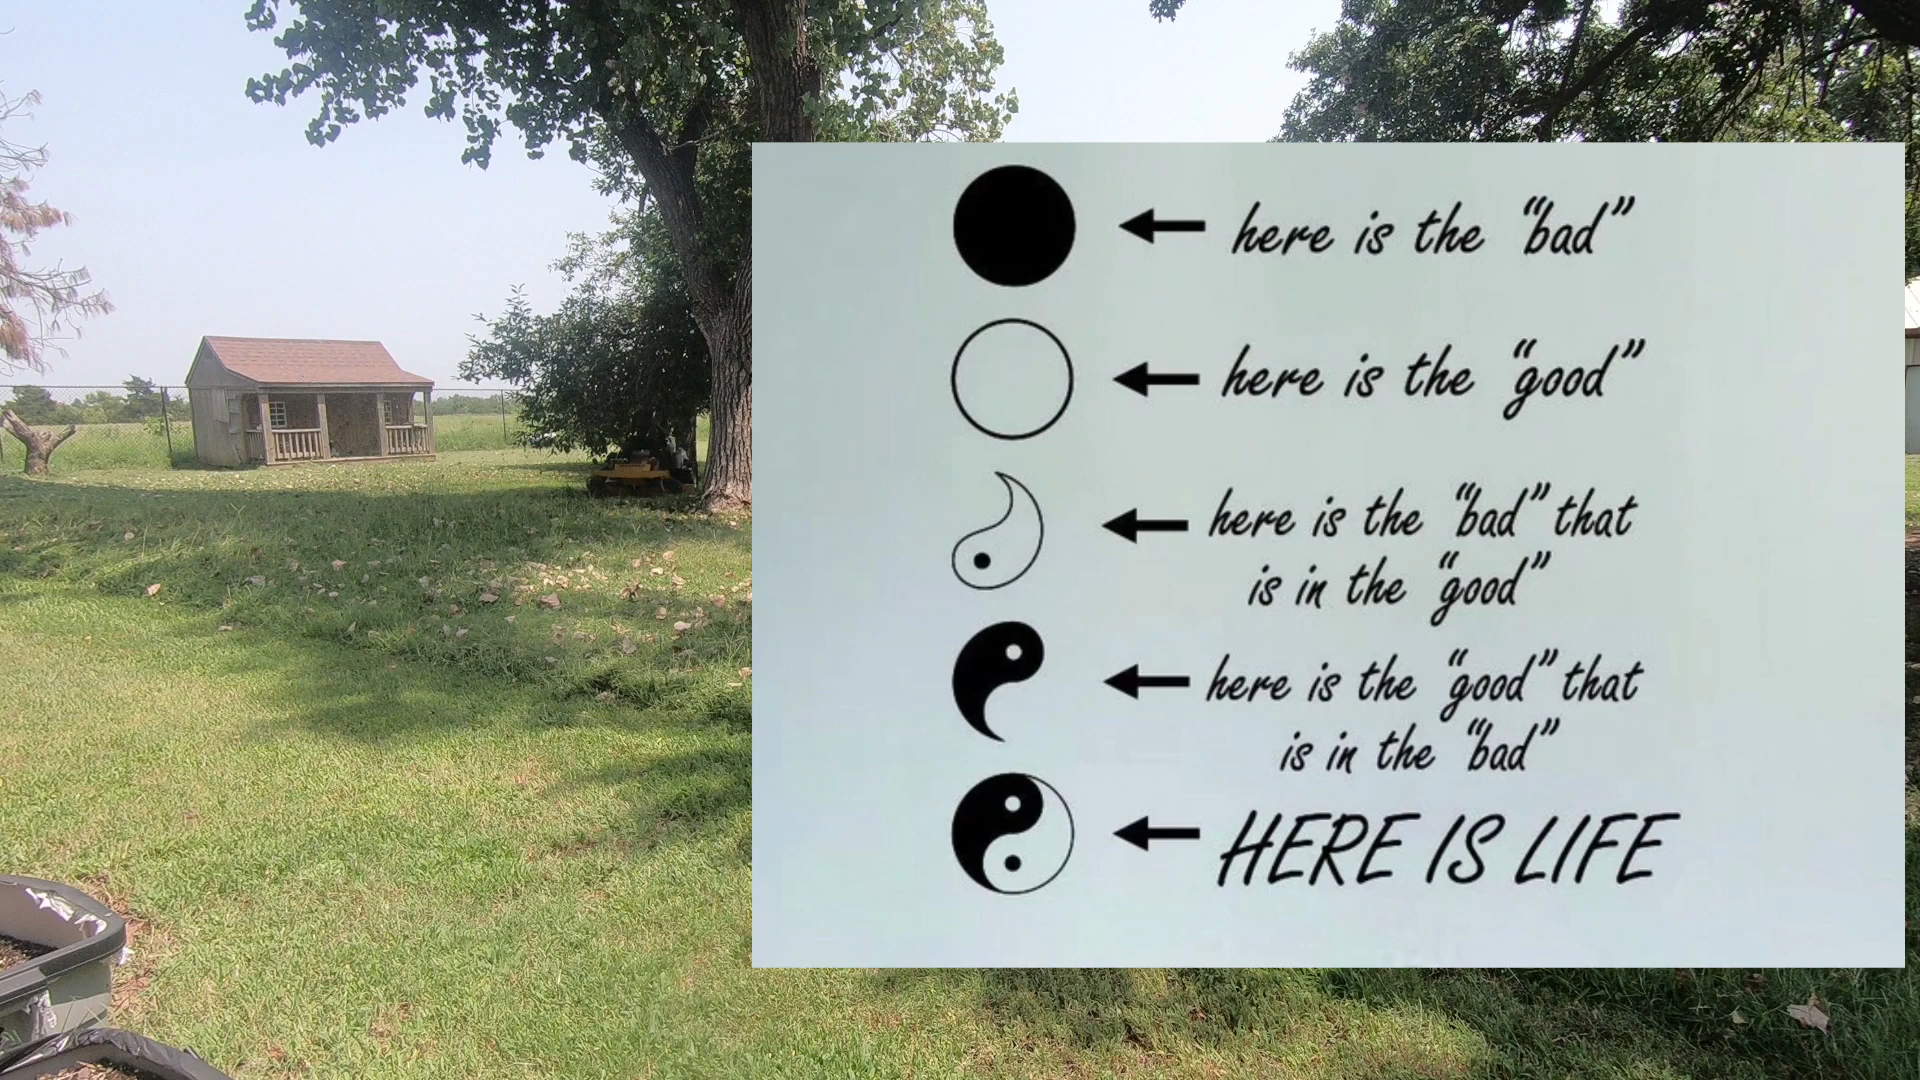 here is the “bad”
here is the “good”
here is the “bad” that
is in the “good”
here is the “good” that
is in the “bad”
HERE IS LIFE